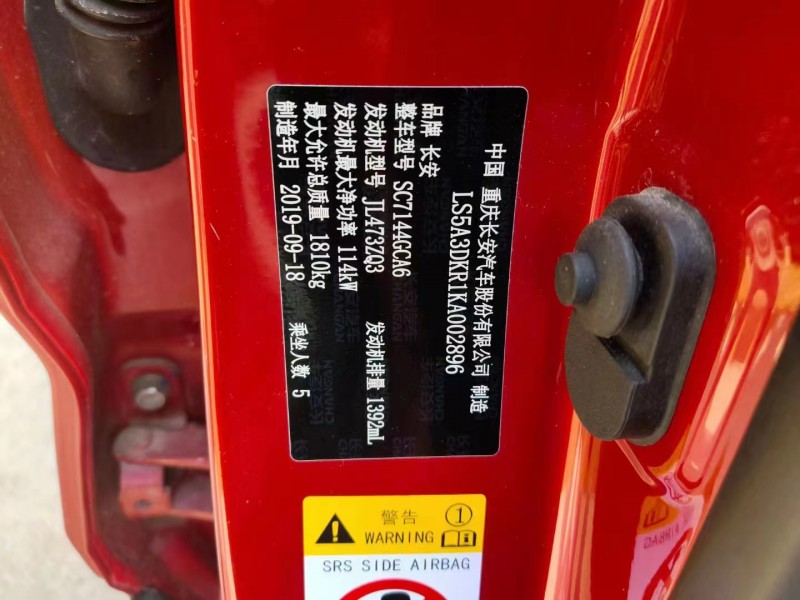 中国 重庆长安汽车股份有限公司 制造
LS5A3DKR1KA002896
品牌 长安
整车型号 SC7144GCA6
发动机型号 JL473ZQ3 发动机排量 1392mL
发动机最大净功率 114kW
最大允许总质量 1810kg
制造年月 2019-09-18 乘坐人数 5
警告 1
WARNING
SRS SIDE AIRBAG